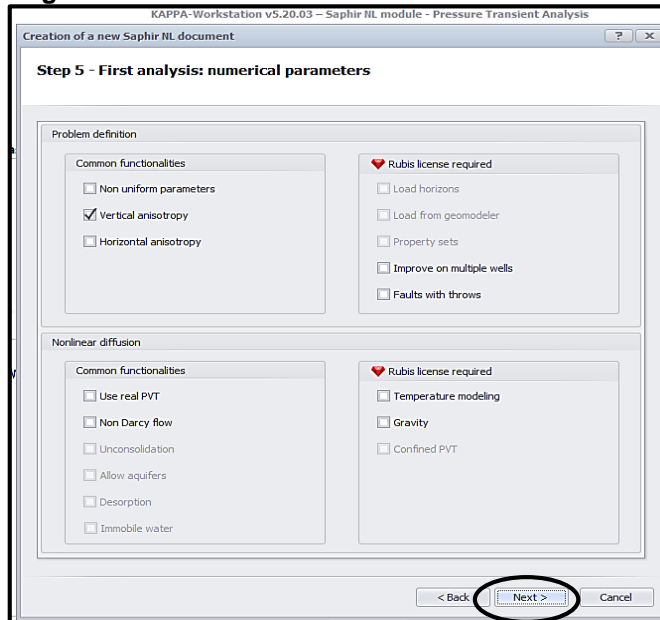 KAPPA-Workstation v5.20.03 – Saphir NL module - Pressure Transient Analysis
Creation of a new Saphir NL document
Step 5 - First analysis: numerical parameters
Problem definition
Common functionalities
Non uniform parameters
Vertical anisotropy
Horizontal anisotropy
Rubis license required
Load horizons
Load from geomodeler
Property sets
Improve on multiple wells
Faults with throws
Nonlinear diffusion
Common functionalities
Use real PVT
Non Darcy flow
Unconsolidation
Allow aquifers
Desorption
Immobile water
Rubis license required
Temperature modeling
Gravity
Confined PVT
< Back
Next >
Cancel